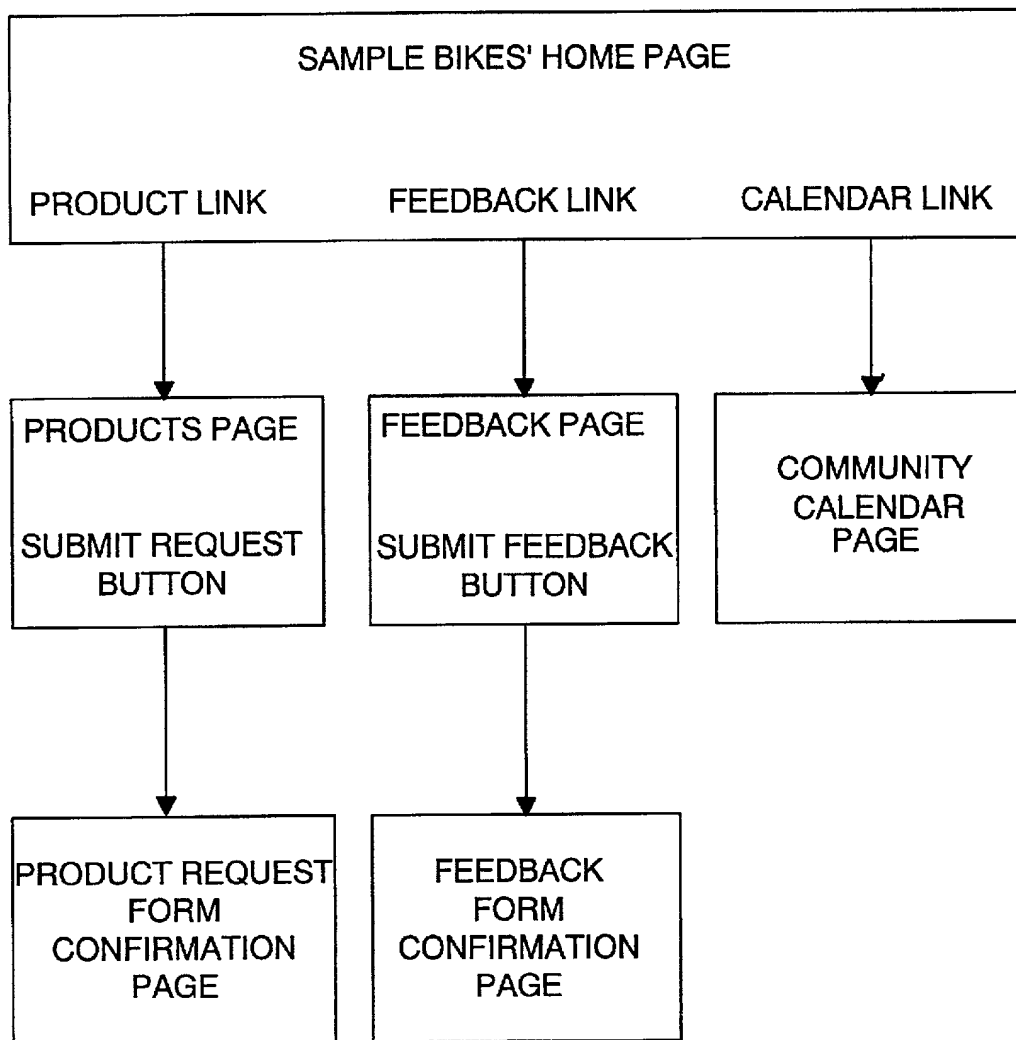 SAMPLE BIKES' HOME PAGE
PRODUCT LINK
FEEDBACK LINK
CALENDAR LINK
PRODUCTS PAGE
SUBMIT REQUEST
BUTTON
FEEDBACK PAGE
SUBMIT FEEDBACK
BUTTON
COMMUNITY
CALENDAR
PAGE
PRODUCT REQUEST
FORM
CONFIRMATION
PAGE
FEEDBACK
FORM
CONFIRMATION
PAGE